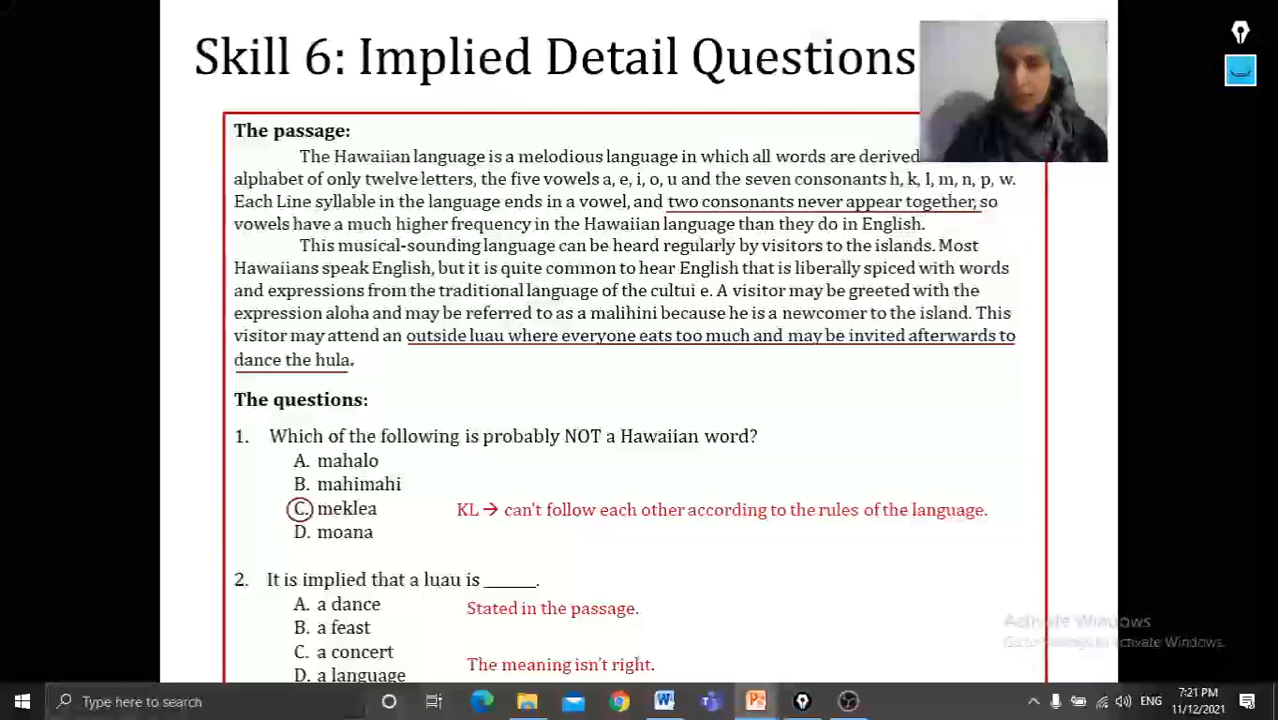 Skill 6: Implied Detail Questions
The passage:
The Hawaiian language is a melodious language in which all words are derived
alphabet of only twelve letters, the five vowels a, e, i, o, u and the seven consonants h, k, l, m, n, p, w.
Each Line syllable in the language ends in a vowel, and two consonants never appear together, so
vowels have a much higher frequency in the Hawaiian language than they do in English.
This musical-sounding language can be heard regularly by visitors to the islands. Most
Hawaiians speak English, but it is quite common to hear English that is liberally spiced with words
and expressions from the traditional language of the cultui e. A visitor may be greeted with the
expression aloha and may be referred to as a malihini because he is a newcomer to the island. This
visitor may attend an outside luau where everyone eats too much and may be invited afterwards to
dance the hula.
The questions:
1. Which of the following is probably NOT a Hawaiian word?
A. mahalo
B. mahimahi
C. meklea KL → can't follow each other according to the rules of the language.
D. moana
2. It is implied that a luau is ______.
A. a dance Stated in the passage.
B. a feast
C. a concert The meaning isn't right.
D. a language
Activate Windows
Go to Settings to activate Windows.
Type here to search
ENG
7:21 PM
11/12/2021